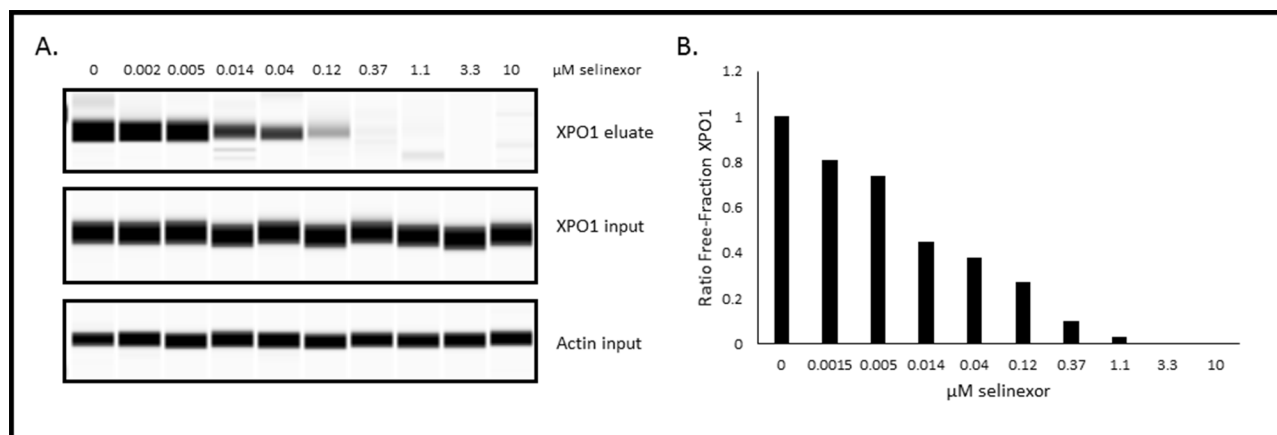 A.
0 0.002 0.005 0.014 0.04 0.12 0.37 1.1 3.3 10 μM selinexor
XPO1 eluate
XPO1 input
Actin input
B.
Ratio Free-Fraction XPO1
1.2
1
0.8
0.6
0.4
0.2
0
0 0.0015 0.005 0.014 0.04 0.12 0.37 1.1 3.3 10
μM selinexor